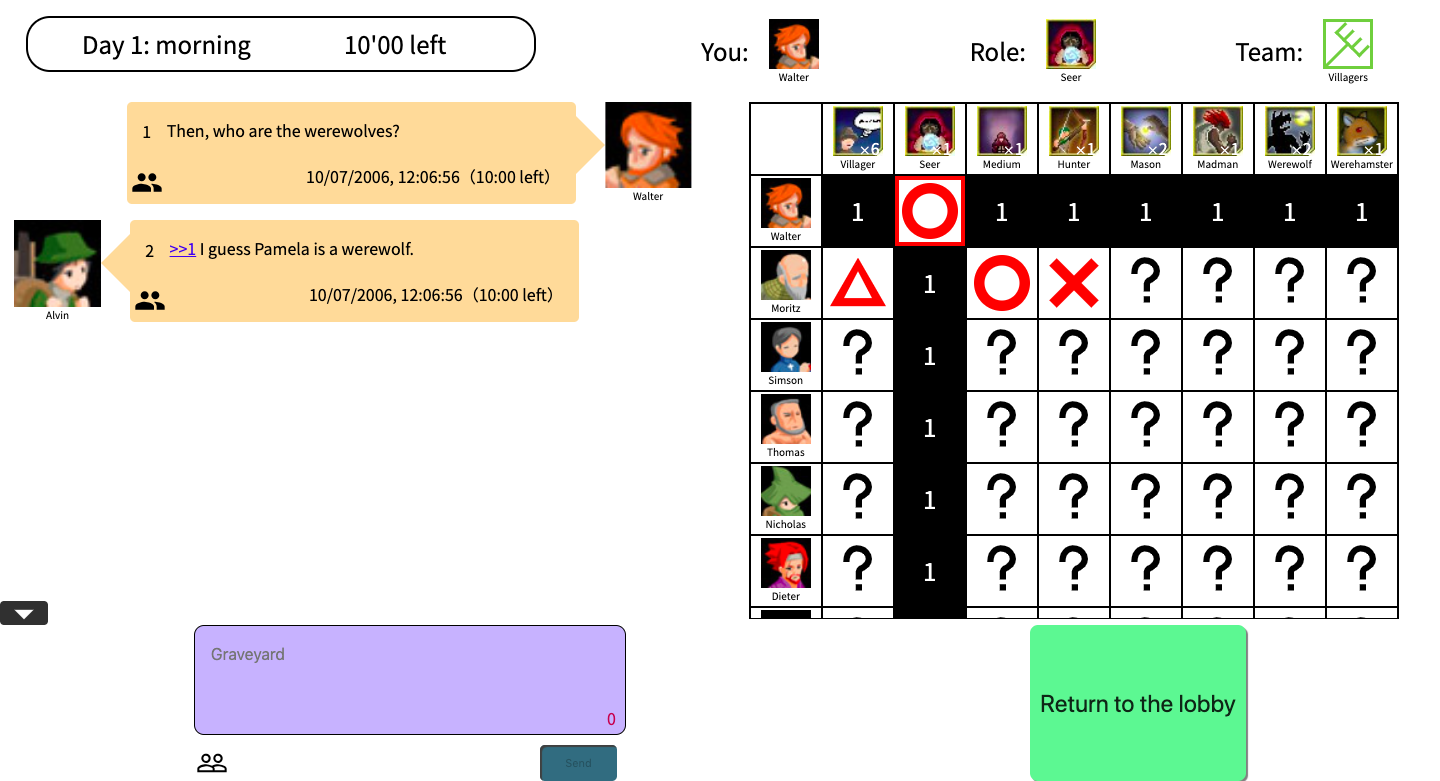 Day 1: morning 10'00 left
You: Walter
Role: Seer
Team: Villagers
1 Then, who are the werewolves?
10/07/2006, 12:06:56 (10:00 left)
Walter
2 >>1 I guess Pamela is a werewolf.
10/07/2006, 12:06:56 (10:00 left)
Alvin
×6 ×1 ×1 ×1 ×2 ×1 ×2 ×1
Villager Seer Medium Hunter Mason Madman Werewolf Werehamster
1 1 1 1 1 1 1
Walter
1 ? ? ? ?
Moritz
? 1 ? ? ? ? ? ?
Simson
? 1 ? ? ? ? ? ?
Thomas
? 1 ? ? ? ? ? ?
Nicholas
? 1 ? ? ? ? ? ?
Dieter
Graveyard
0
Send
Return to the lobby